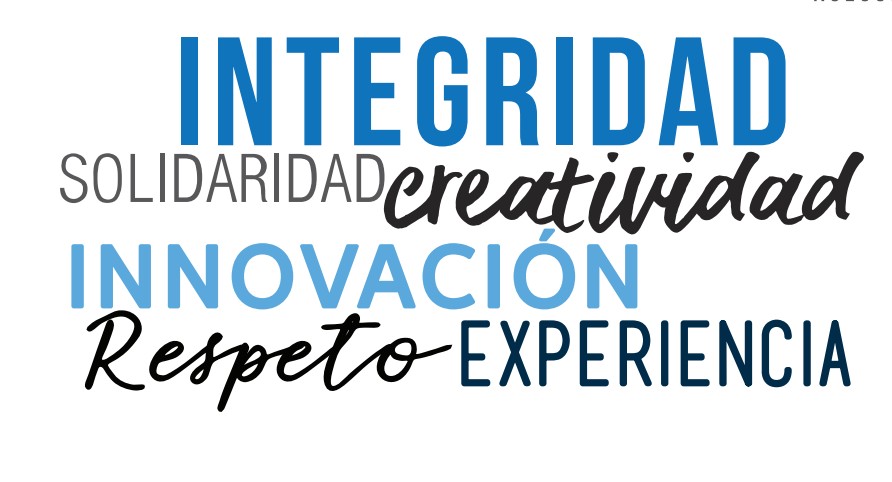 INTEGRIDAD
SOLIDARIDAD creatividad
INNOVACIÓN
Respeto EXPERIENCIA